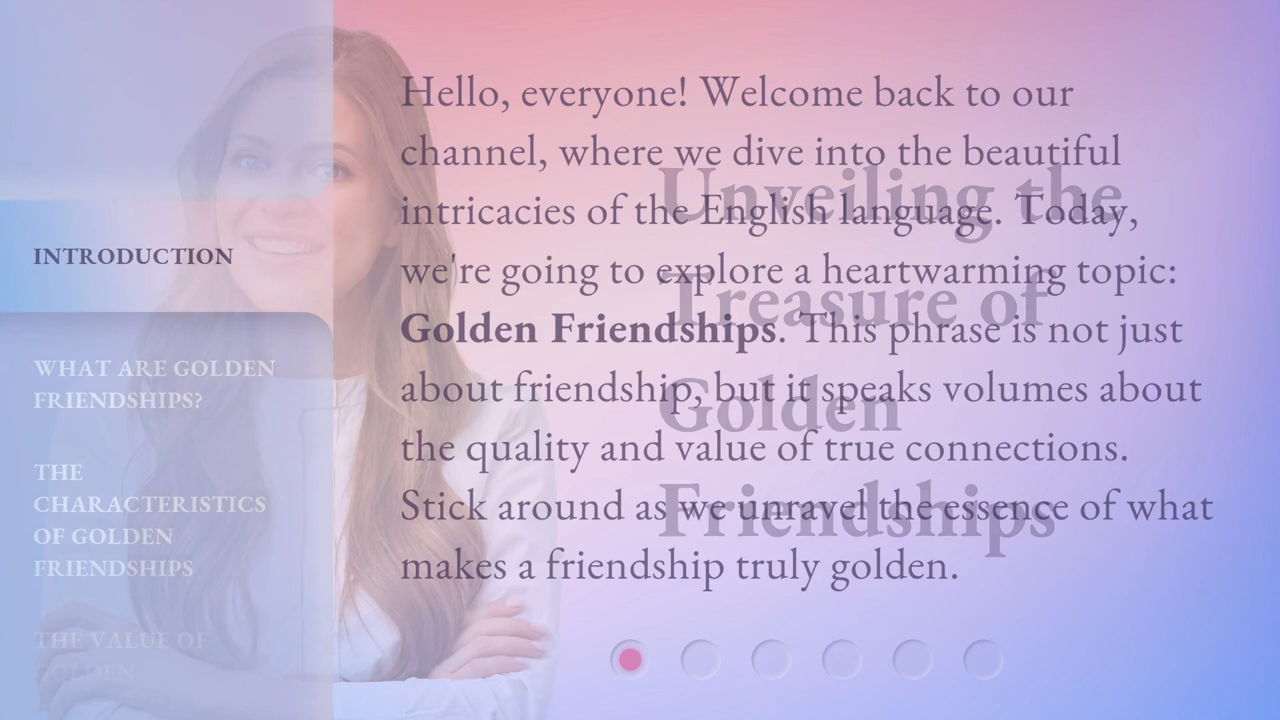 INTRODUCTION
WHAT ARE GOLDEN
FRIENDSHIPS?
THE
CHARACTERISTICS
OF GOLDEN
FRIENDSHIPS
THE VALUE OF
GOLDEN
Hello, everyone! Welcome back to our
channel, where we dive into the beautiful
intricacies of the English language. Today,
we're going to explore a heartwarming topic:
Golden Friendships. This phrase is not just
about friendship, but it speaks volumes about
the quality and value of true connections.
Stick around as we unravel the essence of what
makes a friendship truly golden.
Unveiling the
Treasure of
Golden
Friendships